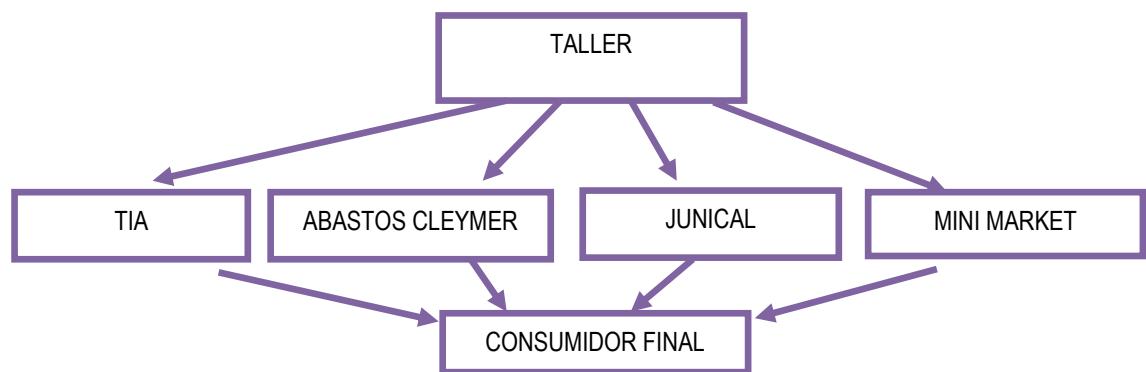 TALLER
TIA
ABASTOS CLEYMER
JUNICAL
MINI MARKET
CONSUMIDOR FINAL